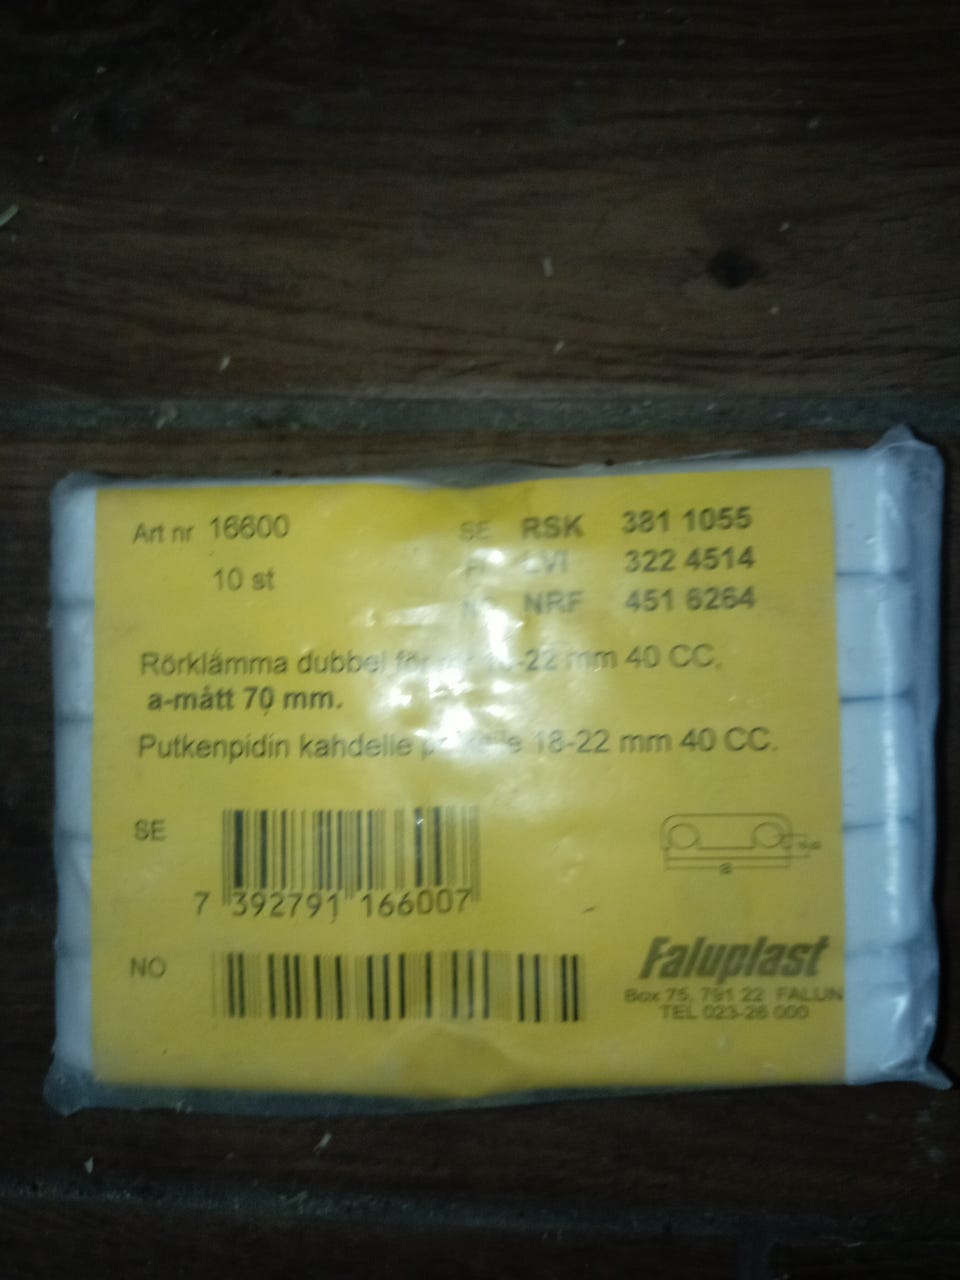 Art nr 16600
10 st
SE RSK 381 1055
LVI 322 4514
NRF 451 6264
Rörklämma dubbel för -22 mm 40 CC.
a-mått 70 mm.
Putkenpidin kahdelle 18-22 mm 40 CC.
SE
7 392791 166007
NO
a
Faluplast
Box 75, 791 22 FALUN
TEL 023-26 000